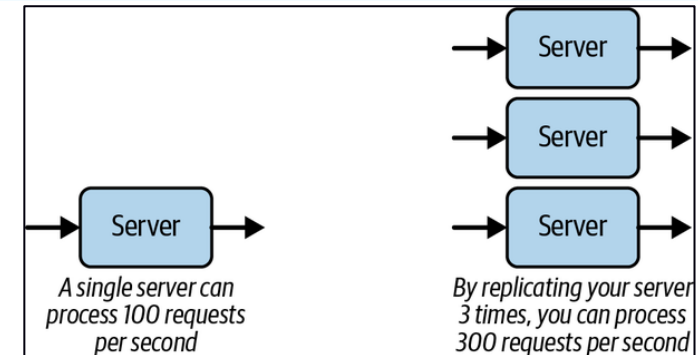 Server
Server
Server
Server
A single server can
process 100 requests
per second
By replicating your server
3 times, you can process
300 requests per second